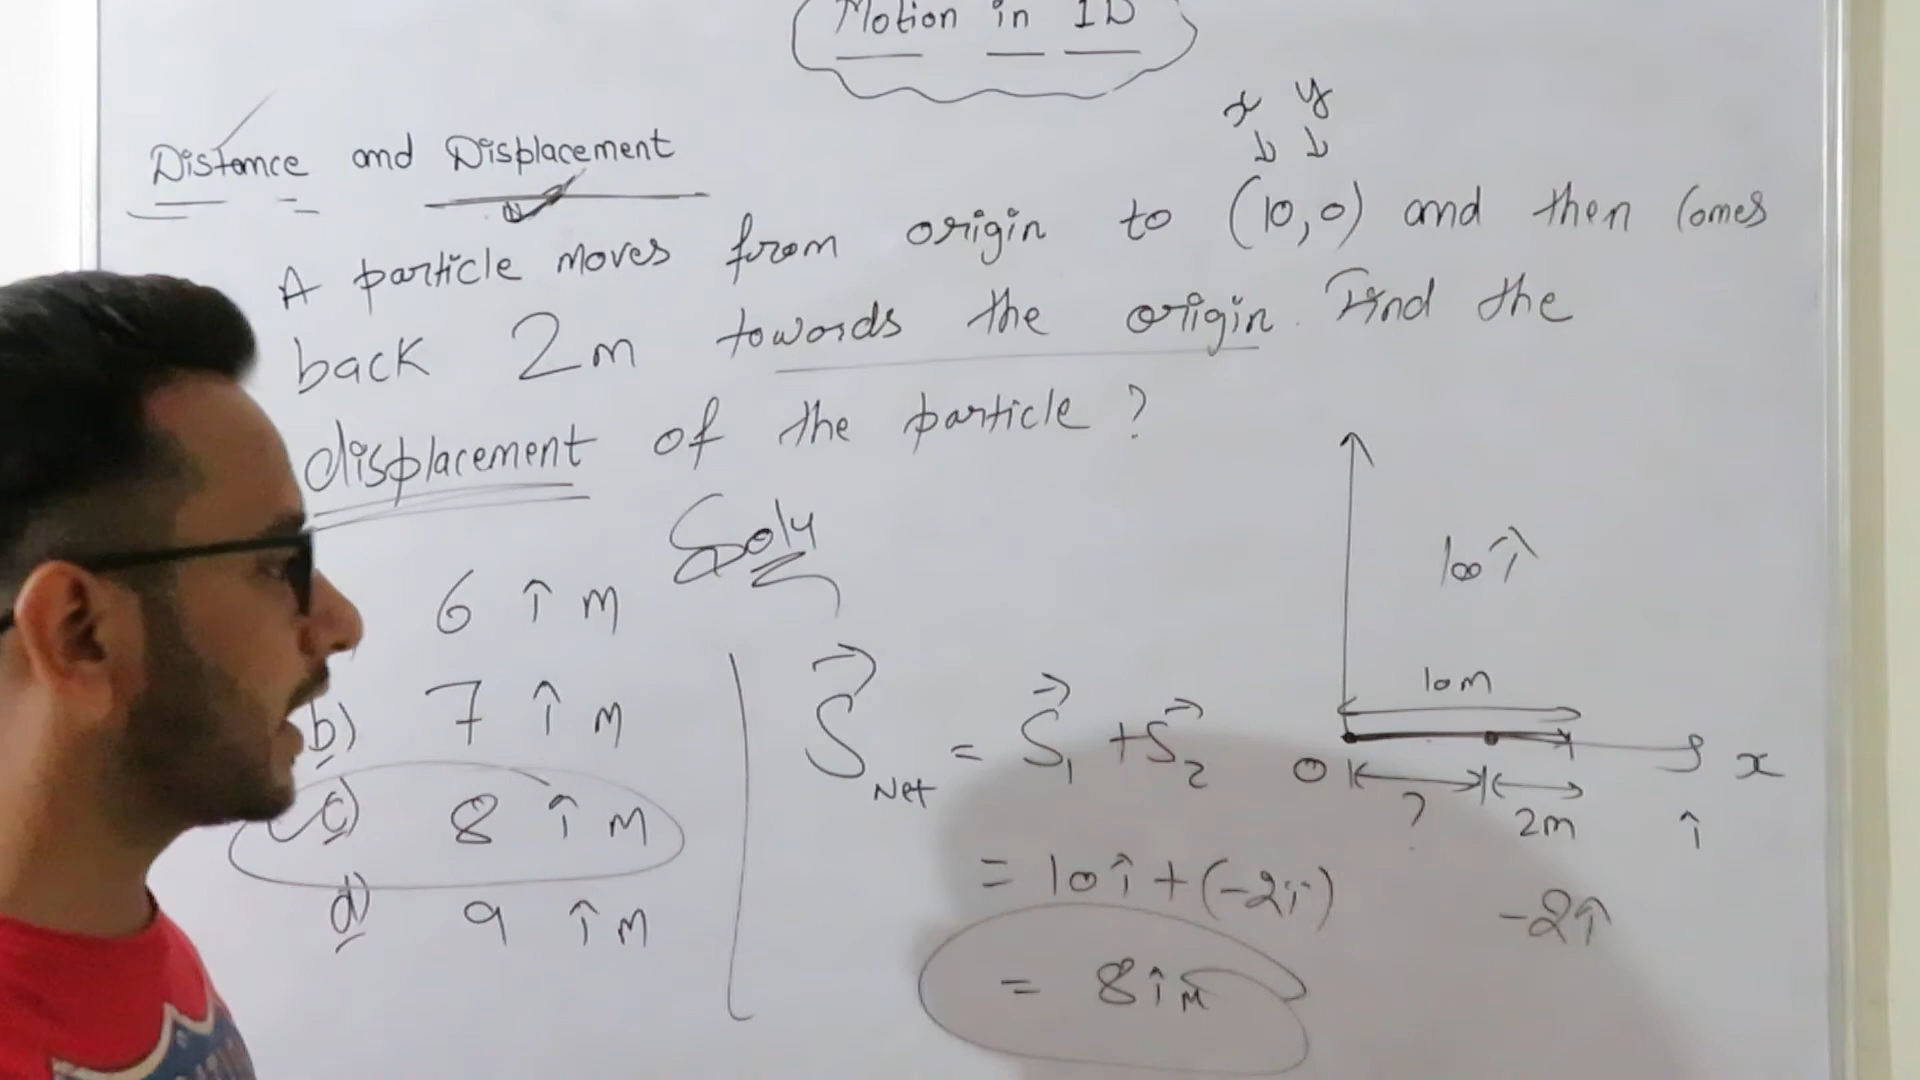 Motion in 1D
x y
Distance and Displacement
A particle moves from origin to (10,0) and then comes
back 2m towards the origin. Find the
displacement of the particle?
Soln
6 î m
b) 7 î m
c) 8 î m
d) 9 î m
S⃗Net = S⃗1 + S⃗2
= 10î + (-2î)
= 8î m
10î
10m
O x
? 2m î
-2î